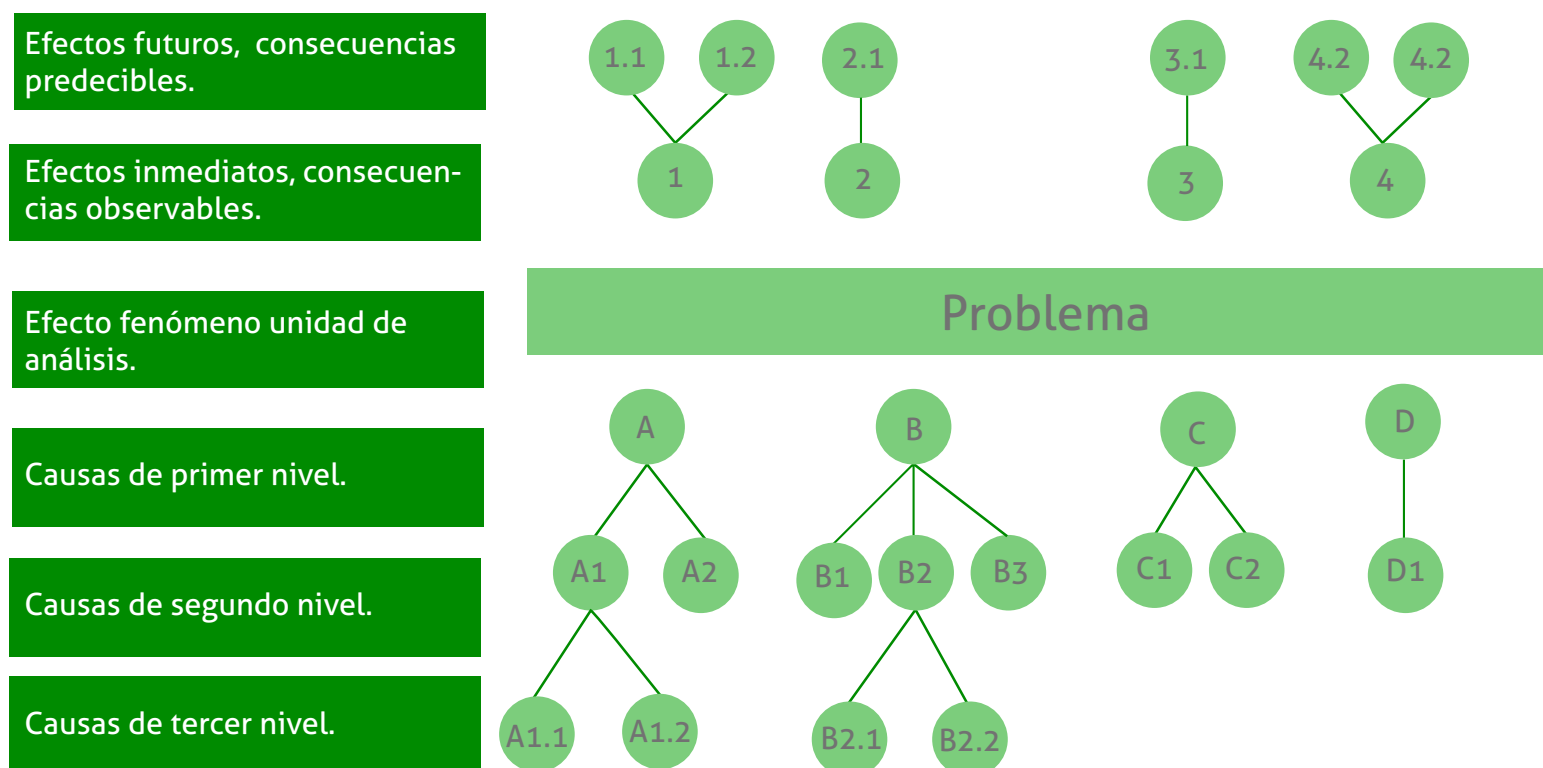 Efectos futuros,  consecuencias
predecibles.
1.1
1.2
2.1
3.1
4.2
4.2
Efectos inmediatos, consecuen-
cias observables.
1
2
3
4
Efecto fenómeno unidad de
análisis.
Problema
Causas de primer nivel.
A
B
C
D
Causas de segundo nivel.
A1
A2
B1
B2
B3
C1
C2
D1
Causas de tercer nivel.
A1.1
A1.2
B2.1
B2.2